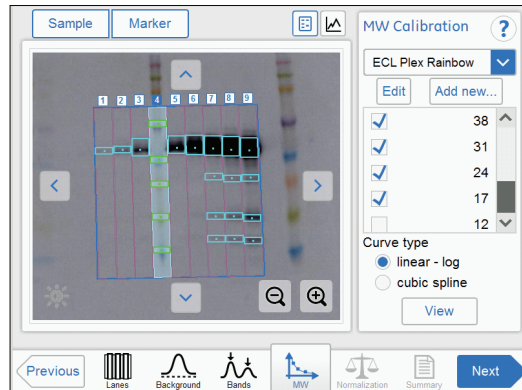 Sample
Marker
MW Calibration
?
ECL Plex Rainbow
Edit
Add new...
1 2 3 4 5 6 7 8 9
38
31
24
17
12
Curve type
linear - log
cubic spline
View
Previous
Lanes
Background
Bands
MW
Normalization
Summary
Next